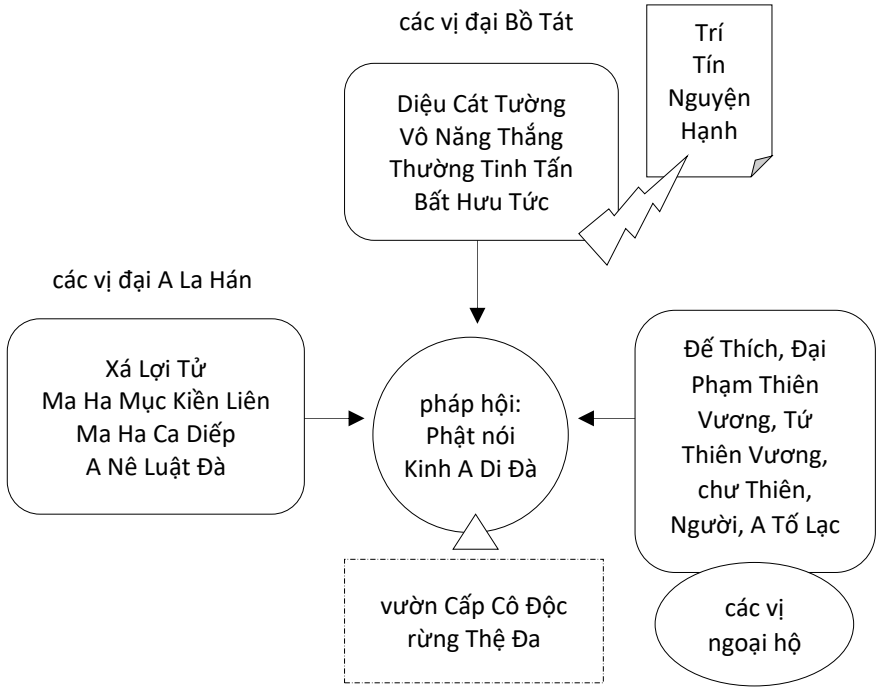 các vị đại Bồ Tát
Diệu Cát Tường
Vô Năng Thắng
Thường Tinh Tấn
Bất Hưu Tức
Trí
Tín
Nguyện
Hạnh
các vị đại A La Hán
Xá Lợi Tử
Ma Ha Mục Kiền Liên
Ma Ha Ca Diếp
A Nê Luật Đà
pháp hội:
Phật nói
Kinh A Di Đà
Đế Thích, Đại
Phạm Thiên
Vương, Tứ
Thiên Vương,
chư Thiên,
Người, A Tố Lạc
vườn Cấp Cô Độc
rừng Thệ Đa
các vị
ngoại hộ